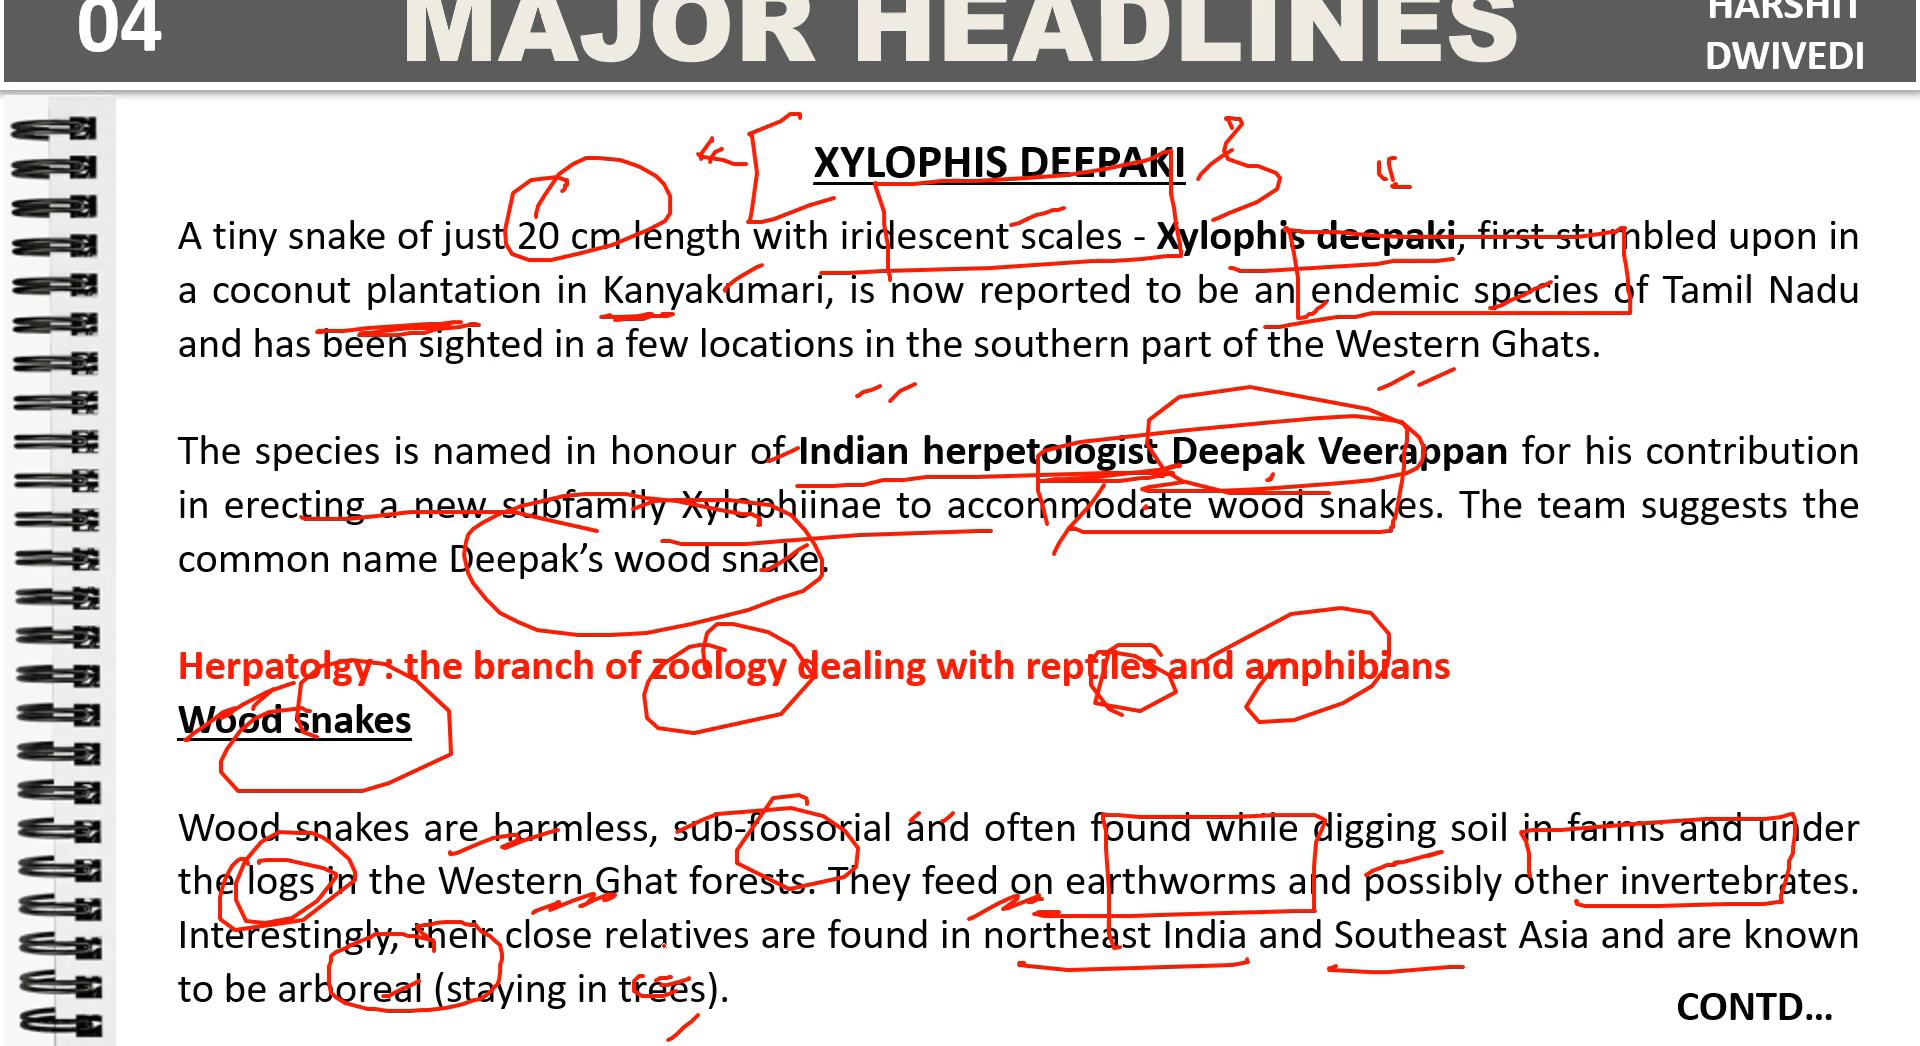 04
MAJOR HEADLINES
HARSHIT
DWIVEDI
XYLOPHIS DEEPAKI
A tiny snake of just 20 cm length with iridescent scales - Xylophis deepaki, first stumbled upon in
a coconut plantation in Kanyakumari, is now reported to be an endemic species of Tamil Nadu
and has been sighted in a few locations in the southern part of the Western Ghats.
The species is named in honour of Indian herpetologist Deepak Veerappan for his contribution
in erecting a new subfamily Xylophiinae to accommodate wood snakes. The team suggests the
common name Deepak’s wood snake.
Herpatolgy : the branch of zoology dealing with reptiles and amphibians
Wood snakes
Wood snakes are harmless, sub-fossorial and often found while digging soil in farms and under
the logs in the Western Ghat forests. They feed on earthworms and possibly other invertebrates.
Interestingly, their close relatives are found in northeast India and Southeast Asia and are known
to be arboreal (staying in trees).
CONTD...